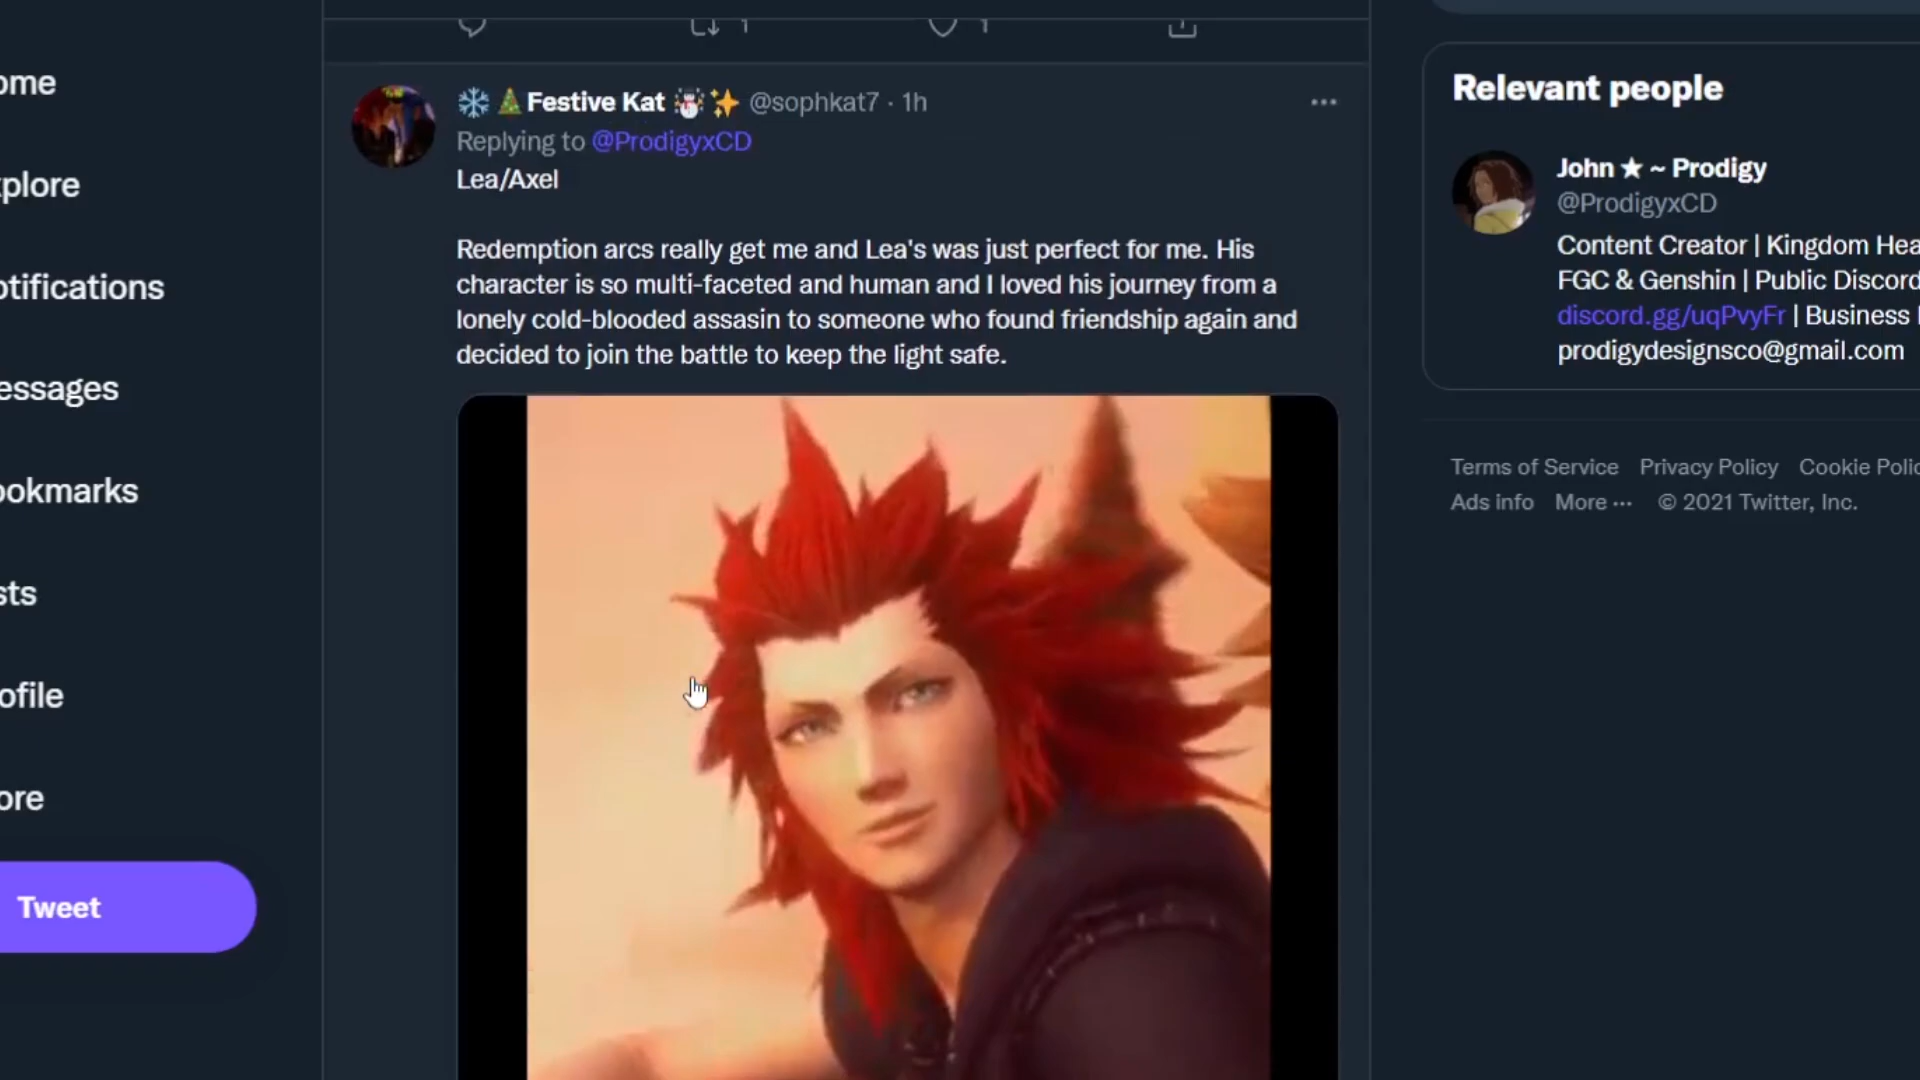 ome
plore
otifications
essages
ookmarks
sts
ofile
ore
Tweet
1
1
Festive Kat @sophkat7 · 1h
Replying to @ProdigyxCD
Lea/Axel
Redemption arcs really get me and Lea's was just perfect for me. His
character is so multi-faceted and human and I loved his journey from a
lonely cold-blooded assasin to someone who found friendship again and
decided to join the battle to keep the light safe.
Relevant people
John ★ ~ Prodigy
@ProdigyxCD
Content Creator | Kingdom Hea
FGC & Genshin | Public Discord
discord.gg/uqPvyFr | Business
prodigydesignsco@gmail.com
Terms of Service Privacy Policy Cookie Polic
Ads info More ··· © 2021 Twitter, Inc.